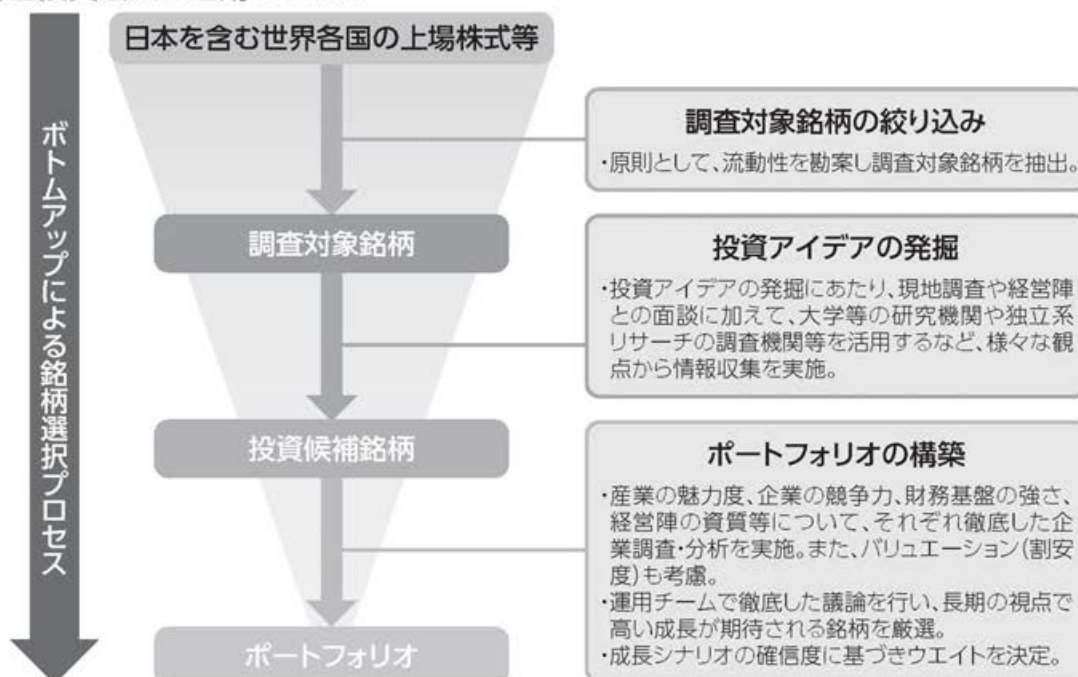 日本を含む世界各国の上場株式等
ボトムアップによる銘柄選択プロセス
調査対象銘柄の絞り込み
・原則として、流動性を勘案し調査対象銘柄を抽出。
調査対象銘柄
投資アイデアの発掘
・投資アイデアの発掘にあたり、現地調査や経営陣
との面談に加えて、大学等の研究機関や独立系
リサーチの調査機関等を活用するなど、様々な観
点から情報収集を実施。
投資候補銘柄
ポートフォリオの構築
・産業の魅力度、企業の競争力、財務基盤の強さ、
経営陣の資質等について、それぞれ徹底した企
業調査・分析を実施。また、バリュエーション(割安
度)も考慮。
・運用チームで徹底した議論を行い、長期の視点で
高い成長が期待される銘柄を厳選。
・成長シナリオの確信度に基づきウエイトを決定。
ポートフォリオ